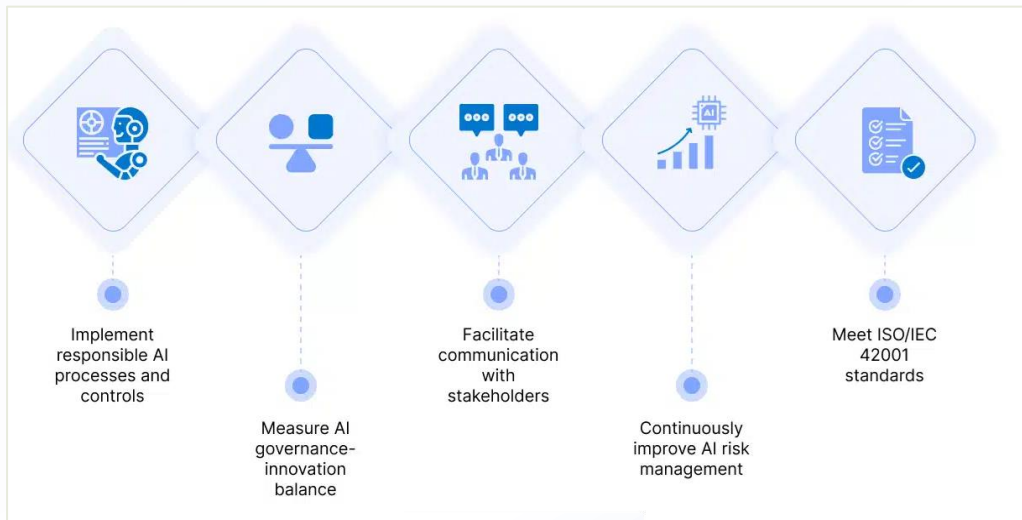 AI
Implement
responsible AI
processes and
controls
Measure AI
governance-
innovation
balance
Facilitate
communication
with
stakeholders
Continuously
improve AI risk
management
Meet ISO/IEC
42001
standards